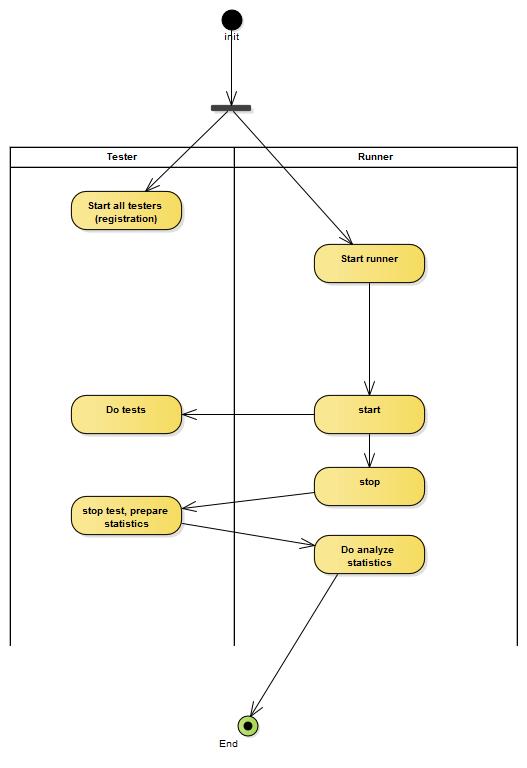 init
Tester
Runner
Start all testers
(registration)
Start runner
Do tests
start
stop
stop test, prepare
statistics
Do analyze
statistics
End